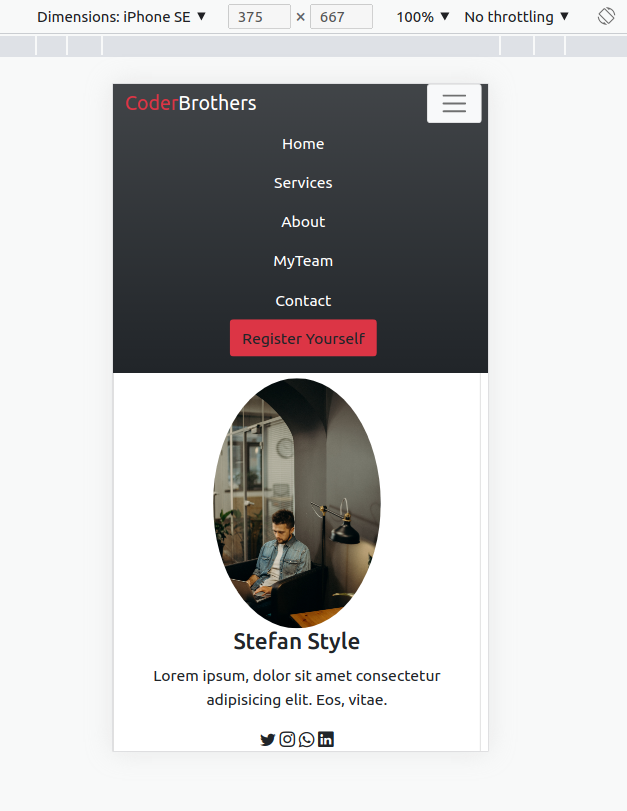 Dimensions: iPhone SE ▼ 375 × 667 100% ▼ No throttling ▼
CoderBrothers
Home
Services
About
MyTeam
Contact
Register Yourself
Stefan Style
Lorem ipsum, dolor sit amet consectetur
adipisicing elit. Eos, vitae.